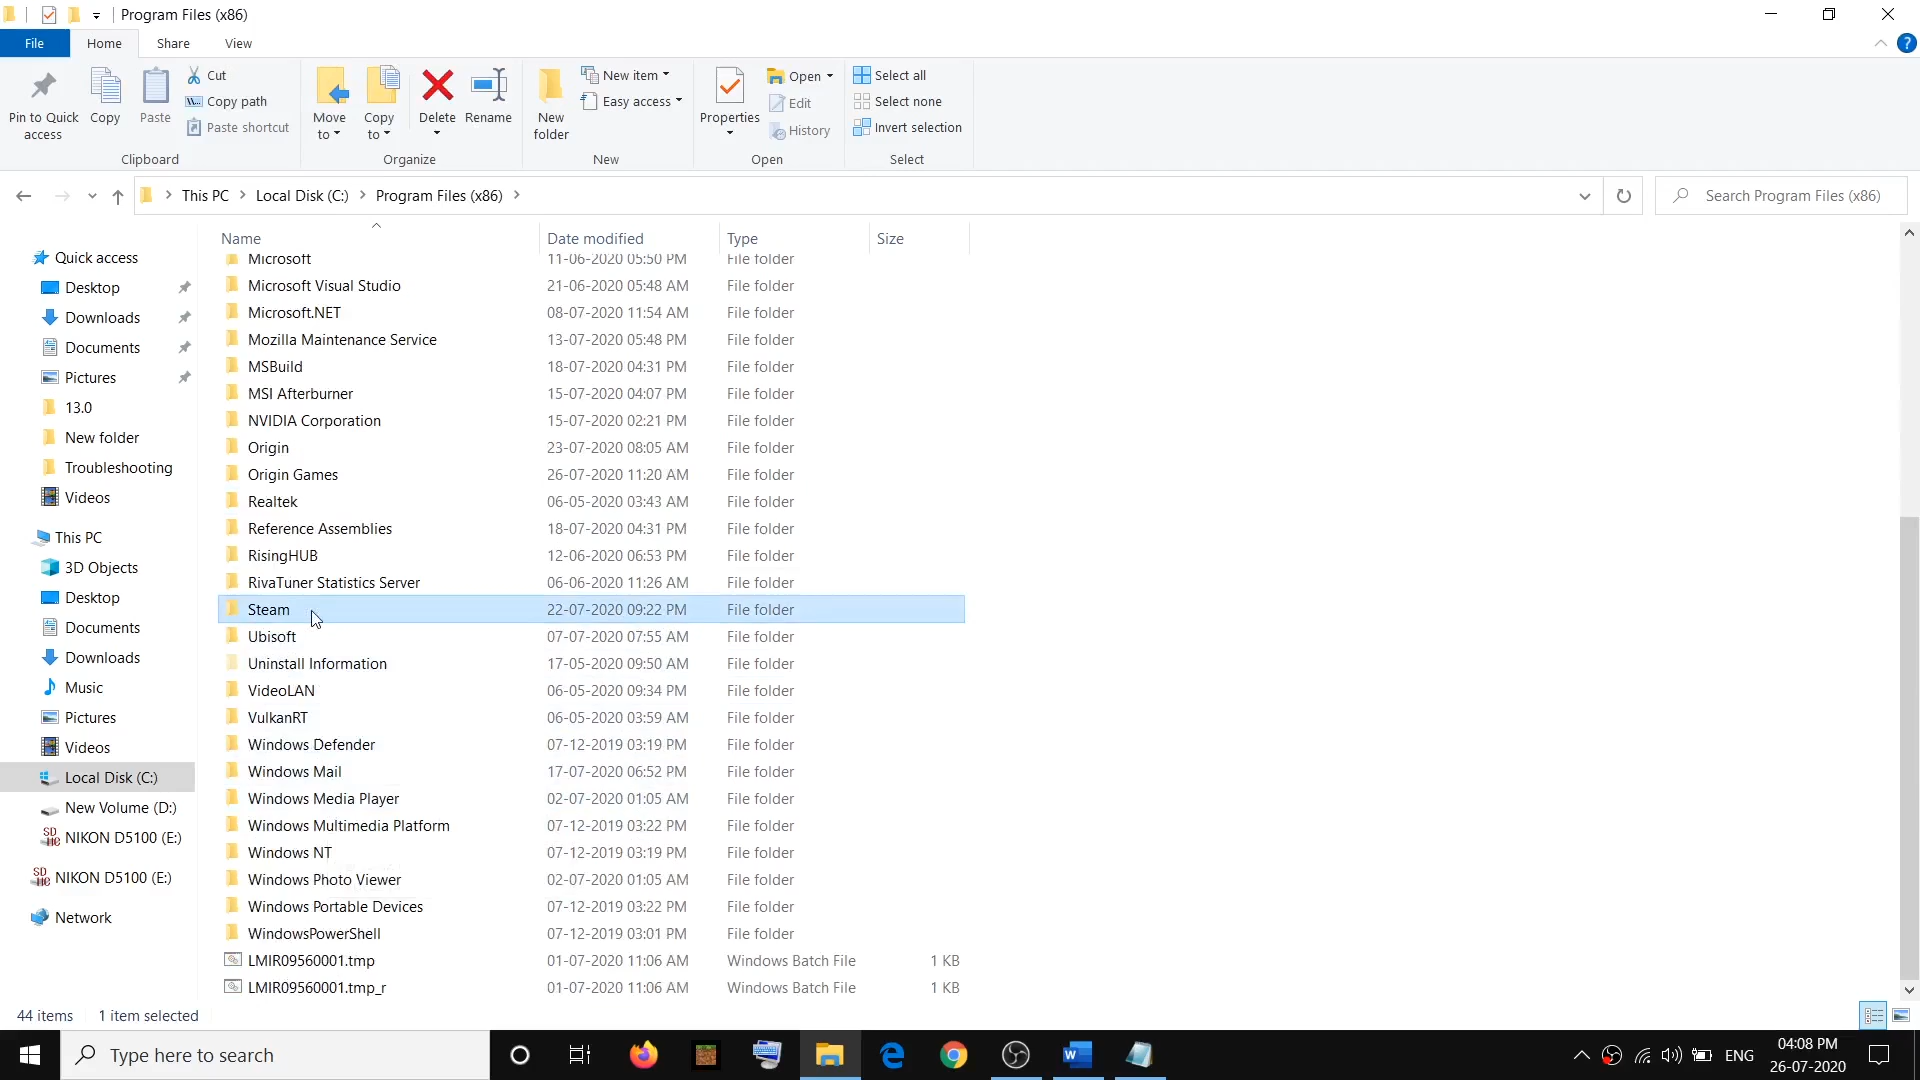 Program Files (x86)
File Home Share View
Pin to Quick access
Copy
Paste
Cut
Copy path
Paste shortcut
Clipboard
Move to
Copy to
Delete
Rename
Organize
New folder
New item
Easy access
New
Properties
Open
Edit
History
Open
Select all
Select none
Invert selection
Select
This PC Local Disk (C:) Program Files (x86)
Search Program Files (x86)
Quick access
Desktop
Downloads
Documents
Pictures
13.0
New folder
Troubleshooting
Videos
This PC
3D Objects
Desktop
Documents
Downloads
Music
Pictures
Videos
Local Disk (C:)
New Volume (D:)
NIKON D5100 (E:)
NIKON D5100 (E:)
Network
Name Date modified Type Size
Microsoft 11-06-2020 05:50 PM File folder
Microsoft Visual Studio 21-06-2020 05:48 AM File folder
Microsoft.NET 08-07-2020 11:54 AM File folder
Mozilla Maintenance Service 13-07-2020 05:48 PM File folder
MSBuild 18-07-2020 04:31 PM File folder
MSI Afterburner 15-07-2020 04:07 PM File folder
NVIDIA Corporation 15-07-2020 02:21 PM File folder
Origin 23-07-2020 08:05 AM File folder
Origin Games 26-07-2020 11:20 AM File folder
Realtek 06-05-2020 03:43 AM File folder
Reference Assemblies 18-07-2020 04:31 PM File folder
RisingHUB 12-06-2020 06:53 PM File folder
RivaTuner Statistics Server 06-06-2020 11:26 AM File folder
Steam 22-07-2020 09:22 PM File folder
Ubisoft 07-07-2020 07:55 AM File folder
Uninstall Information 17-05-2020 09:50 AM File folder
VideoLAN 06-05-2020 09:34 PM File folder
VulkanRT 06-05-2020 03:59 AM File folder
Windows Defender 07-12-2019 03:19 PM File folder
Windows Mail 17-07-2020 06:52 PM File folder
Windows Media Player 02-07-2020 01:05 AM File folder
Windows Multimedia Platform 07-12-2019 03:22 PM File folder
Windows NT 07-12-2019 03:19 PM File folder
Windows Photo Viewer 02-07-2020 01:05 AM File folder
Windows Portable Devices 07-12-2019 03:22 PM File folder
WindowsPowerShell 07-12-2019 03:01 PM File folder
LMIR09560001.tmp 01-07-2020 11:06 AM Windows Batch File 1 KB
LMIR09560001.tmp_r 01-07-2020 11:06 AM Windows Batch File 1 KB
44 items 1 item selected
Type here to search
ENG
04:08 PM
26-07-2020